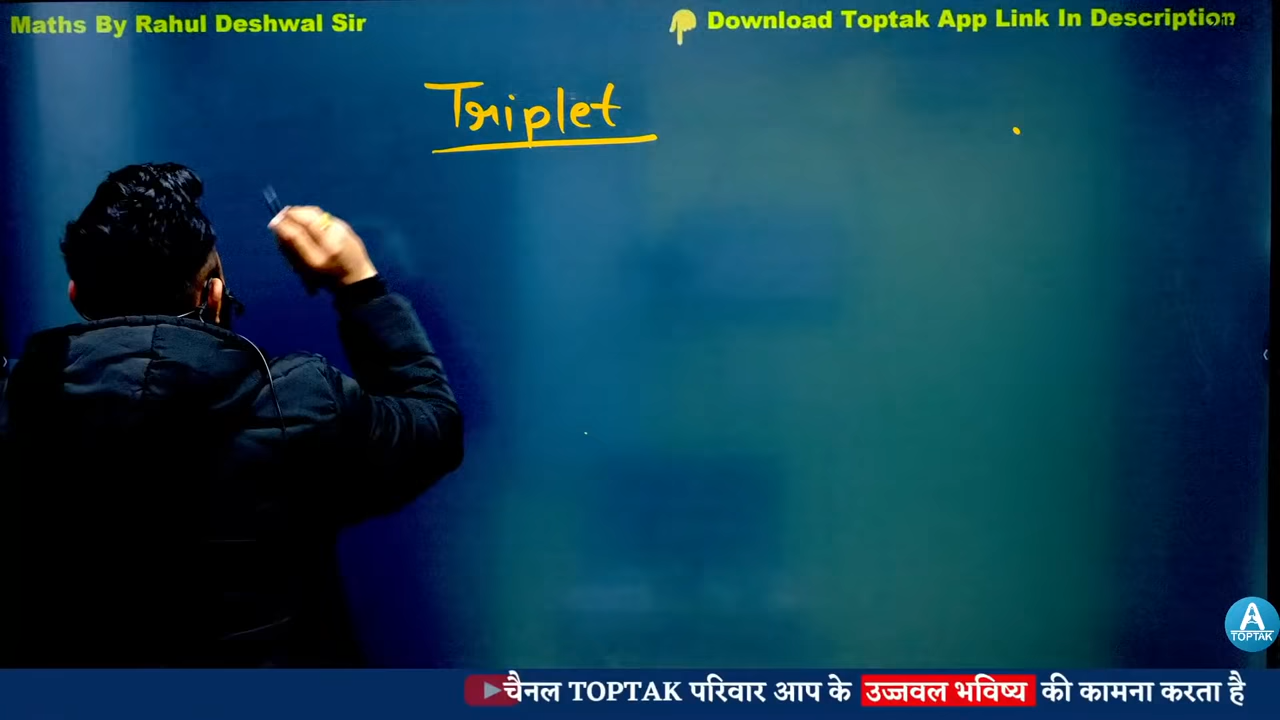 Maths By Rahul Deshwal Sir
Download Toptak App Link In Description
Triplet
TOPTAK
चैनल TOPTAK परिवार आप के उज्जवल भविष्य की कामना करता है